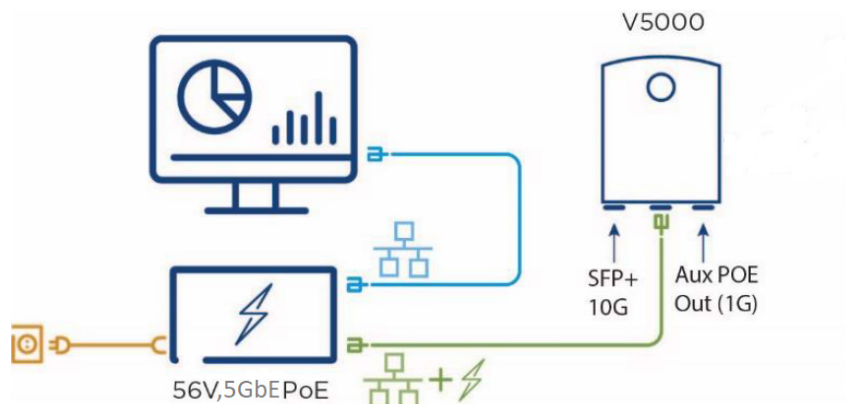 V5000
SFP+
10G
Aux POE
Out (1G)
56V,5GbEPoE